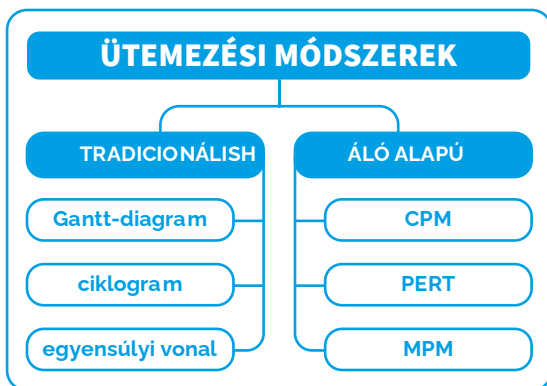 ÜTEMEZÉSI MÓDSZEREK
TRADICIONÁLISH
ÁLÓ ALAPÚ
Gantt-diagram
CPM
ciklogram
PERT
egyensúlyi vonal
MPM